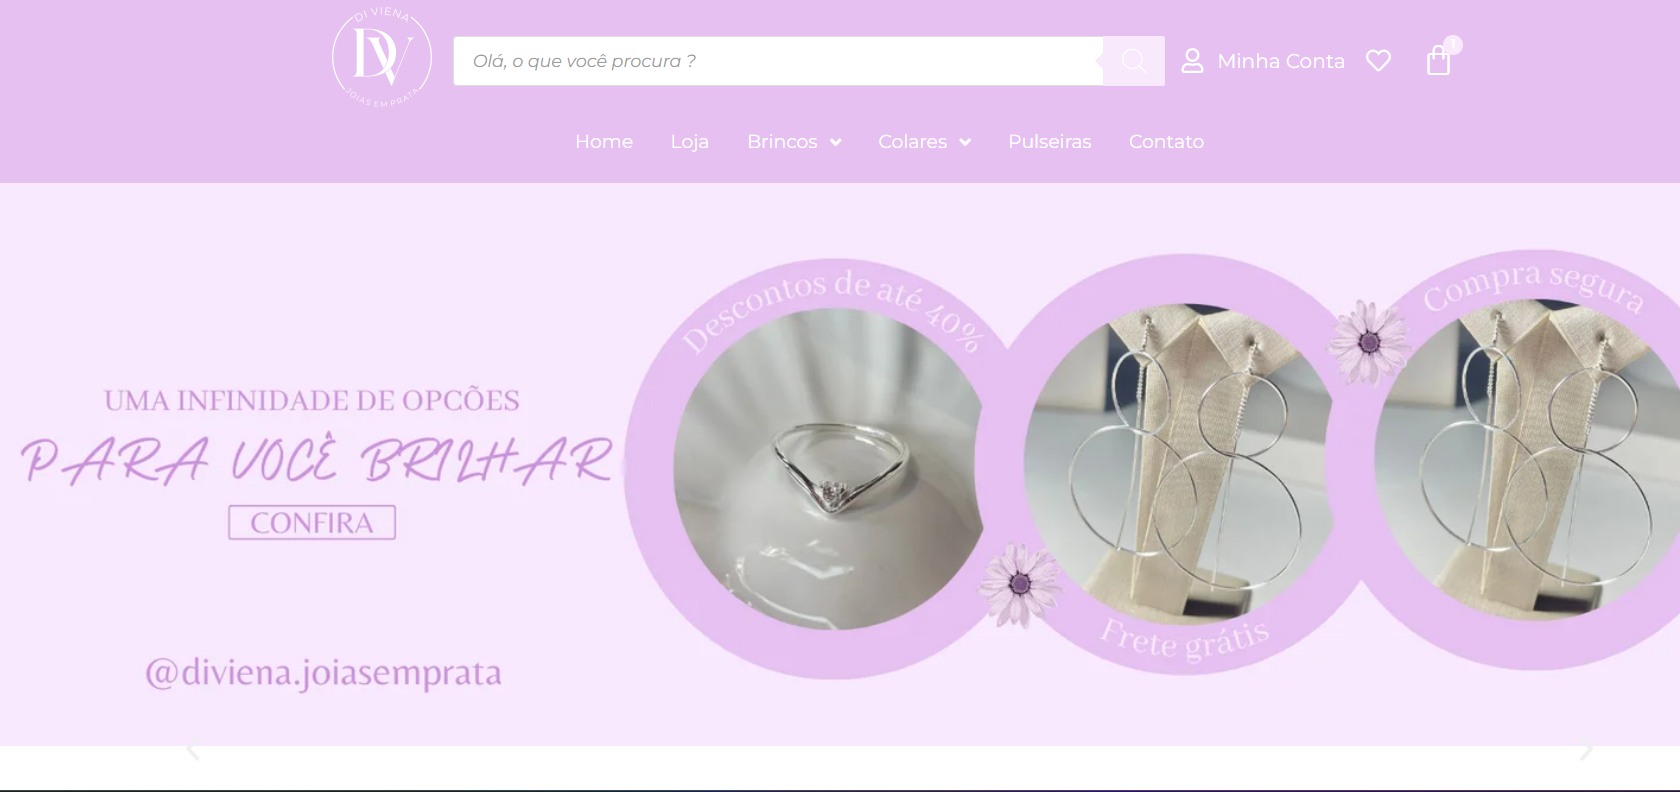 DI VIENA
DV
JOIAS EM PRATA
Olá, o que você procura ?
Minha Conta
1
Home
Loja
Brincos
Colares
Pulseiras
Contato
UMA INFINIDADE DE OPCÕES
PARA VOCÊ BRILHAR
CONFIRA
@diviena.joiasemprata
Descontos de até 40%
Frete grátis
Compra segura